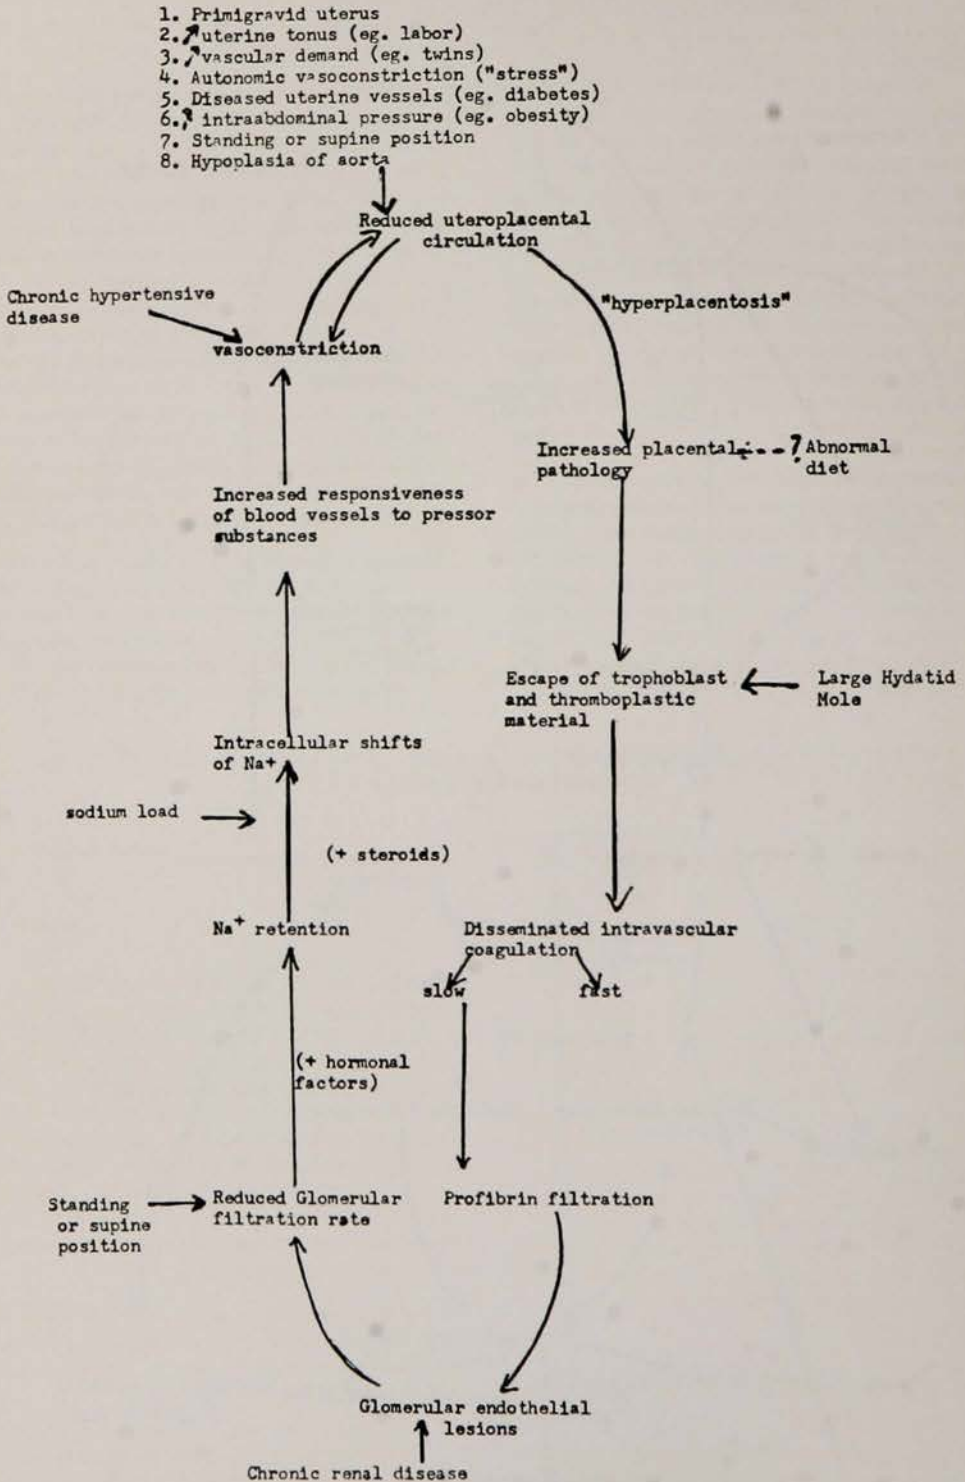 1. Primigravid uterus
2.↗uterine tonus (eg. labor)
3.↗vascular demand (eg. twins)
4. Autonomic vasoconstriction ("stress")
5. Diseased uterine vessels (eg. diabetes)
6.↑ intraabdominal pressure (eg. obesity)
7. Standing or supine position
8. Hypoplasia of aorta
Reduced uteroplacental
circulation
Chronic hypertensive
disease
"hyperplacentosis"
vasoconstriction
Increased placental
pathology
? Abnormal
diet
Increased responsiveness
of blood vessels to pressor
substances
Escape of trophoblast
and thromboplastic
material
Large Hydatid
Mole
Intracellular shifts
of Na+
sodium load
(+ steroids)
Na+ retention
Disseminated intravascular
coagulation
slow
fast
(+ hormonal
factors)
Standing
or supine
position
Reduced Glomerular
filtration rate
Profibrin filtration
Glomerular endothelial
lesions
Chronic renal disease